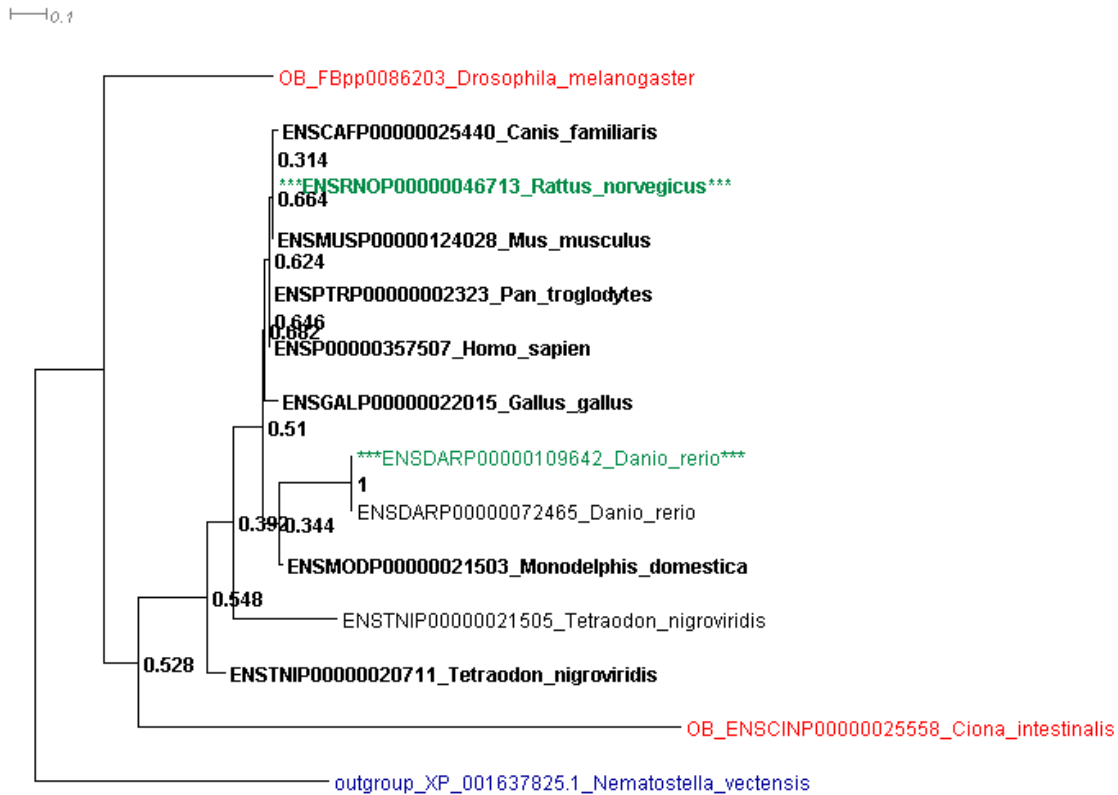 0.1
OB_FBpp0086203_Drosophila_melanogaster
ENSCAFP00000025440_Canis_familiaris
0.314
***ENSRNOP00000046713_Rattus_norvegicus***
0.664
ENSMUSP00000124028_Mus_musculus
0.624
ENSPTRP00000002323_Pan_troglodytes
0.646
0.682
ENSP00000357507_Homo_sapien
ENSGALP00000022015_Gallus_gallus
0.51
***ENSDARP00000109642_Danio_rerio***
1
ENSDARP00000072465_Danio_rerio
0.392
0.344
ENSMODP00000021503_Monodelphis_domestica
0.548
ENSTNIP00000021505_Tetraodon_nigroviridis
0.528
ENSTNIP00000020711_Tetraodon_nigroviridis
OB_ENSCINP00000025558_Ciona_intestinalis
outgroup_XP_001637825.1_Nematostella_vectensis